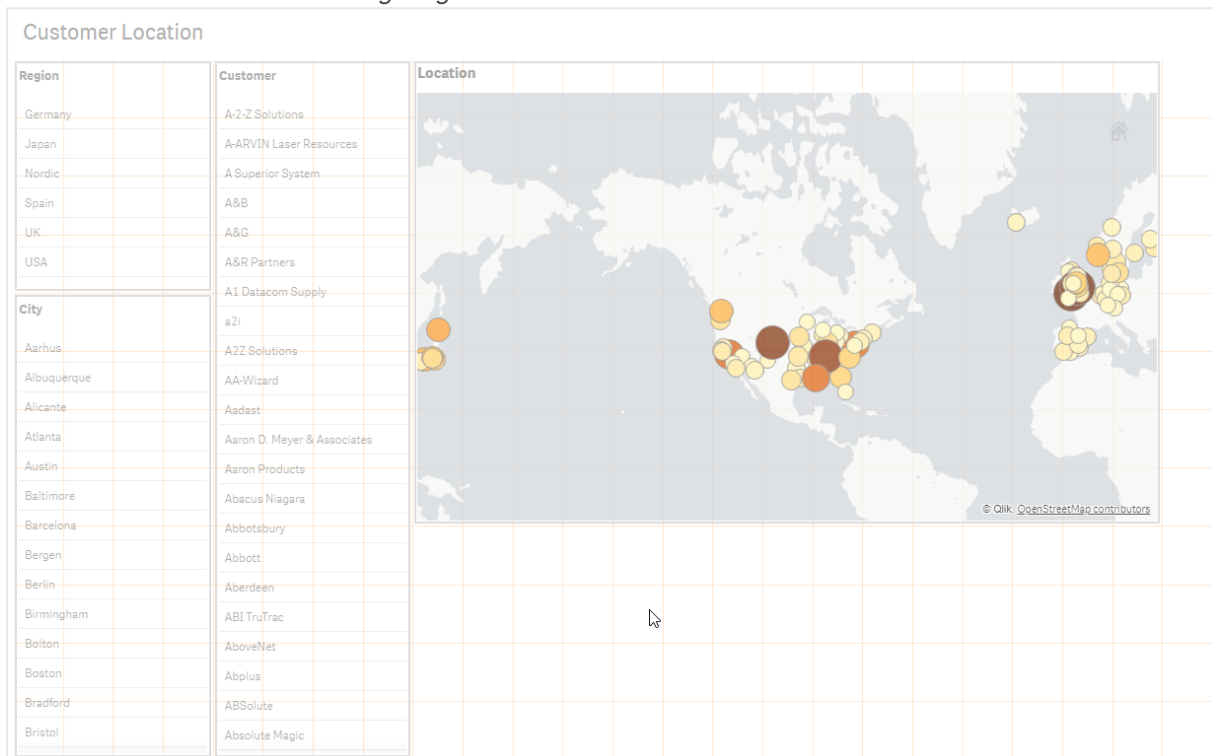 Customer Location
Region
Germany
Japan
Nordic
Spain
UK
USA
City
Aarhus
Albuquerque
Alicante
Atlanta
Austin
Baltimore
Barcelona
Bergen
Berlin
Birmingham
Bolton
Boston
Bradford
Bristol
Customer
A-2-Z Solutions
A-ARVIN Laser Resources
A Superior System
A&B
A&G
A&R Partners
A1 Datacom Supply
a2i
A2Z Solutions
AA-Wizard
Aadast
Aaron D. Meyer & Associates
Aaron Products
Abacus Niagara
Abbotsbury
Abbott
Aberdeen
ABI TruTrac
AboveNet
Abplus
ABSolute
Absolute Magic
Location
© Qlik, OpenStreetMap contributors